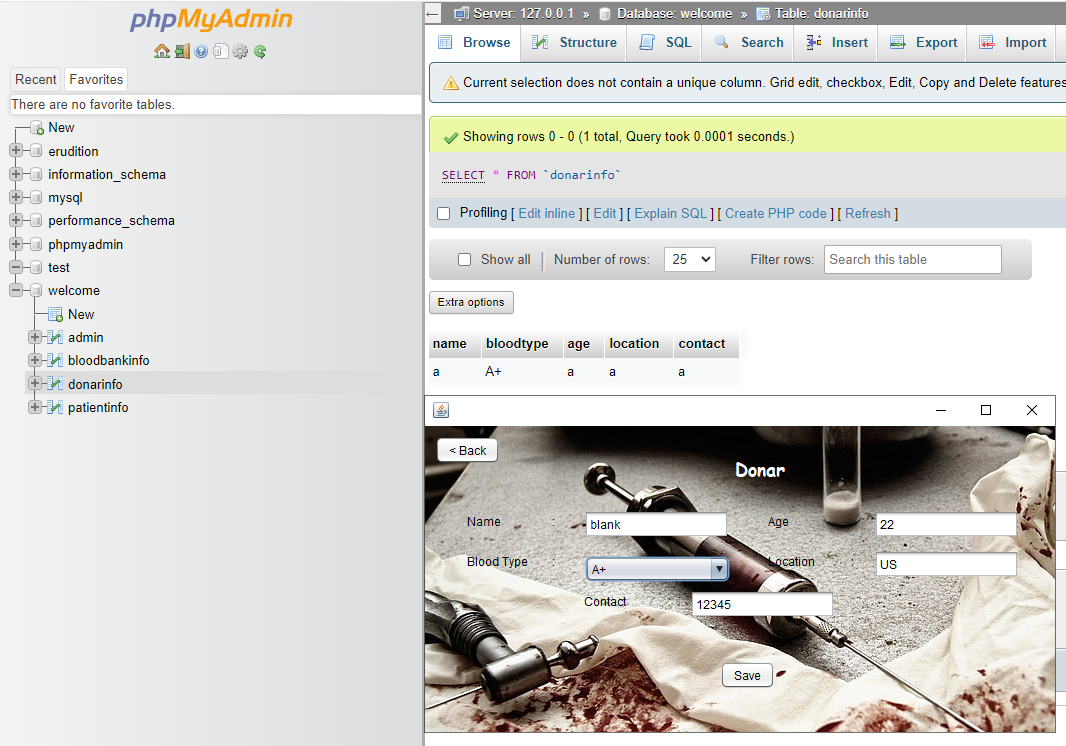 phpMyAdmin
Recent Favorites
There are no favorite tables.
New
erudition
information_schema
mysql
performance_schema
phpmyadmin
test
welcome
New
admin
bloodbankinfo
donarinfo
patientinfo
Server: 127.0.0.1 » Database: welcome » Table: donarinfo
Browse Structure SQL Search Insert Export Import
Current selection does not contain a unique column. Grid edit, checkbox, Edit, Copy and Delete features
Showing rows 0 - 0 (1 total, Query took 0.0001 seconds.)
SELECT * FROM `donarinfo`
Profiling [ Edit inline ] [ Edit ] [ Explain SQL ] [ Create PHP code ] [ Refresh ]
Show all | Number of rows: 25 Filter rows: Search this table
Extra options
name bloodtype age location contact
a A+ a a a
< Back
Donar
Name : blank Age 22
Blood Type : A+ Location : US
Contact 12345
Save